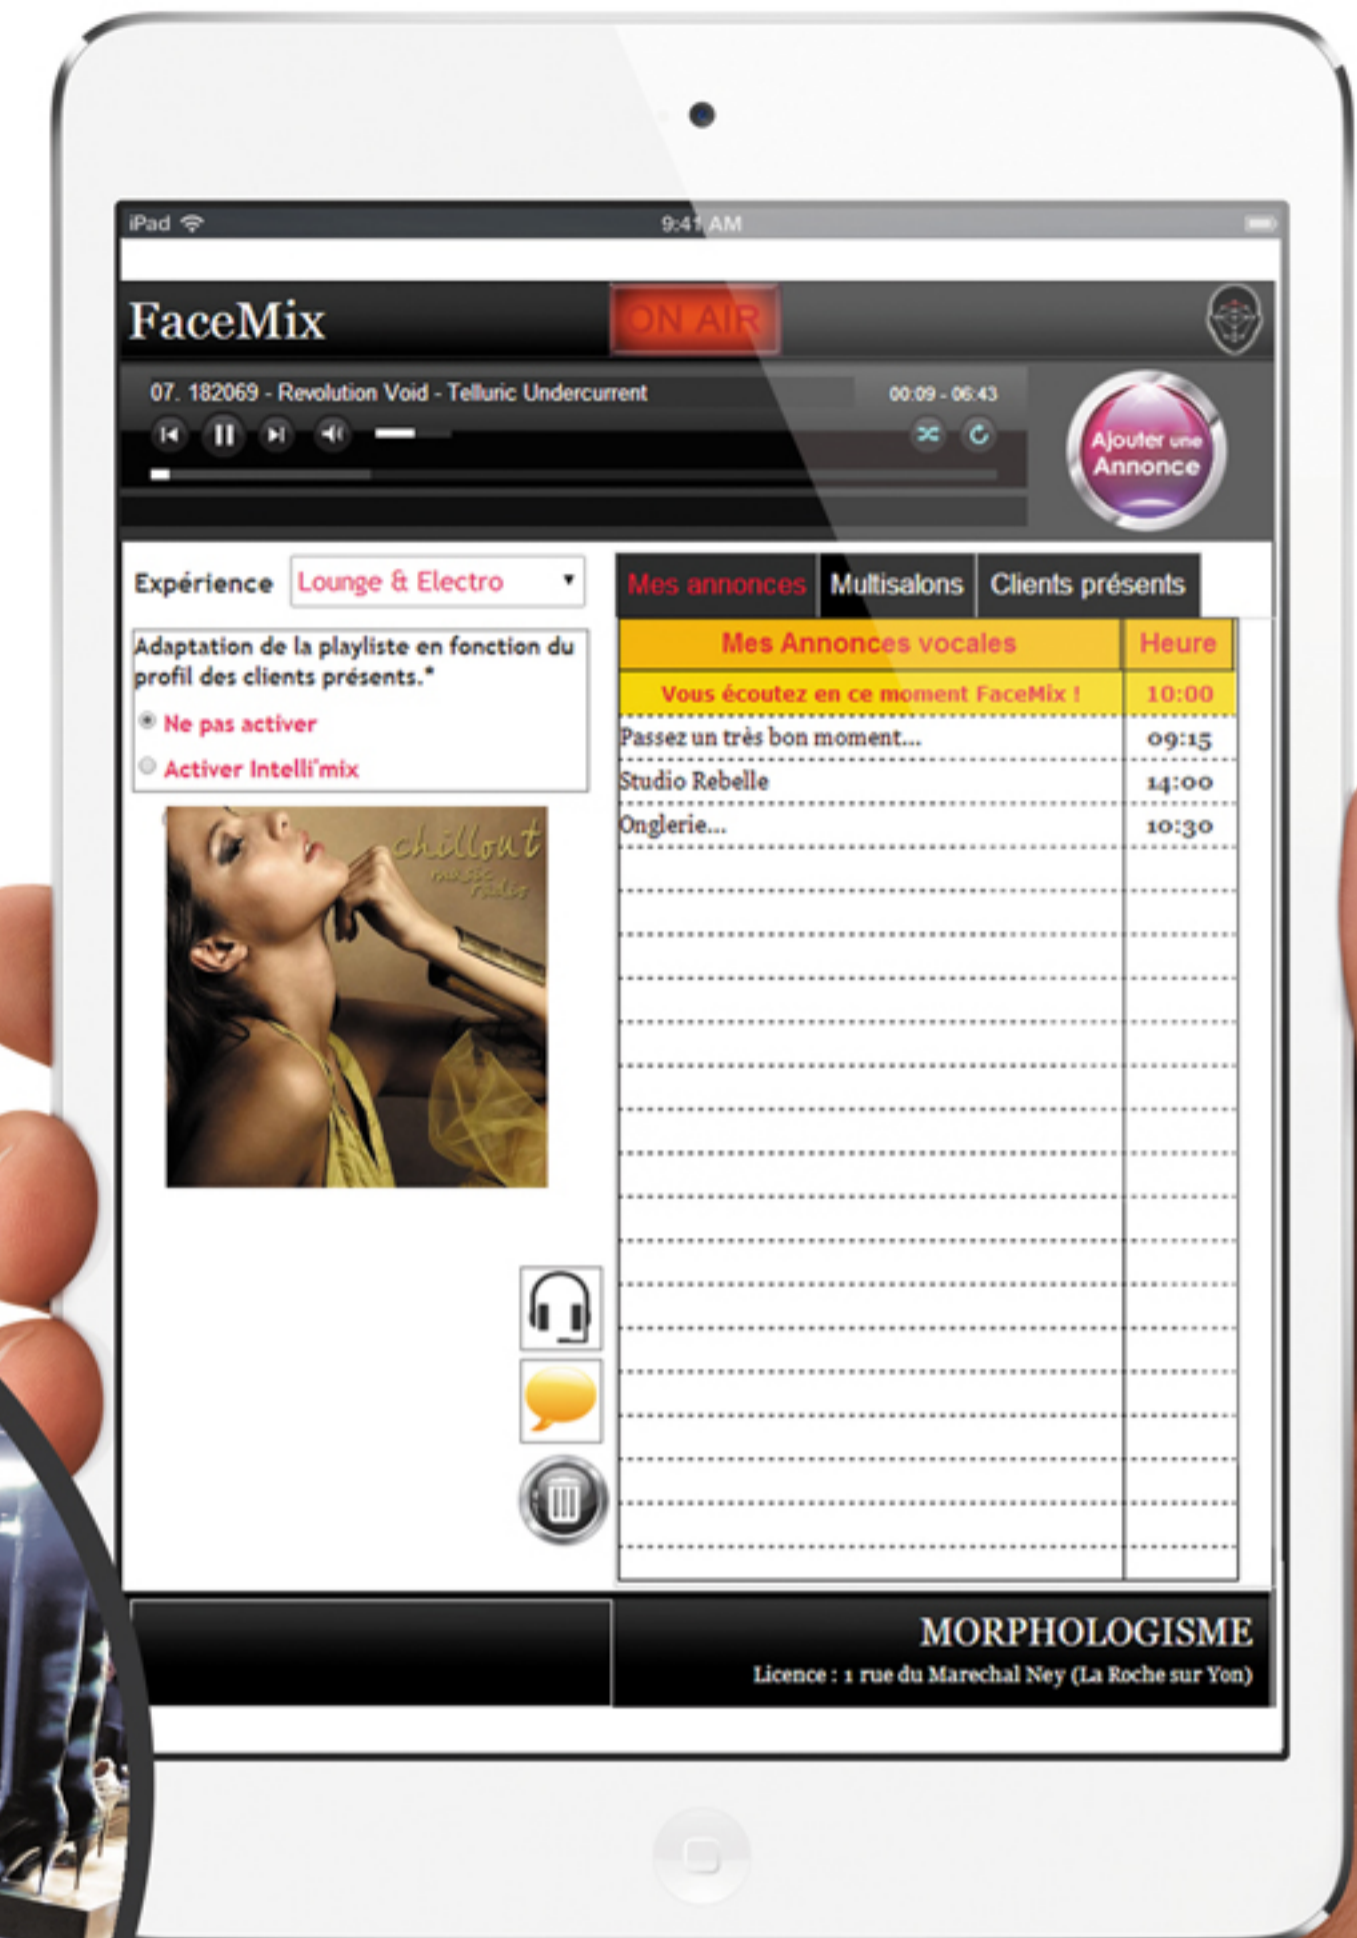 iPad
9:41 AM
FaceMix
ON AIR
07. 182069 - Revolution Void - Telluric Undercurrent
00:09 - 06:43
Ajouter une
Annonce
Expérience
Lounge & Electro
Adaptation de la playliste en fonction du
profil des clients présents.*
Ne pas activer
Activer Intelli'mix
chillout
music
radio
Mes annonces
Multisalons
Clients présents
Mes Annonces vocales
Heure
Vous écoutez en ce moment FaceMix !
10:00
Passez un très bon moment...
09:15
Studio Rebelle
14:00
Onglerie...
10:30
MORPHOLOGISME
Licence : 1 rue du Marechal Ney (La Roche sur Yon)